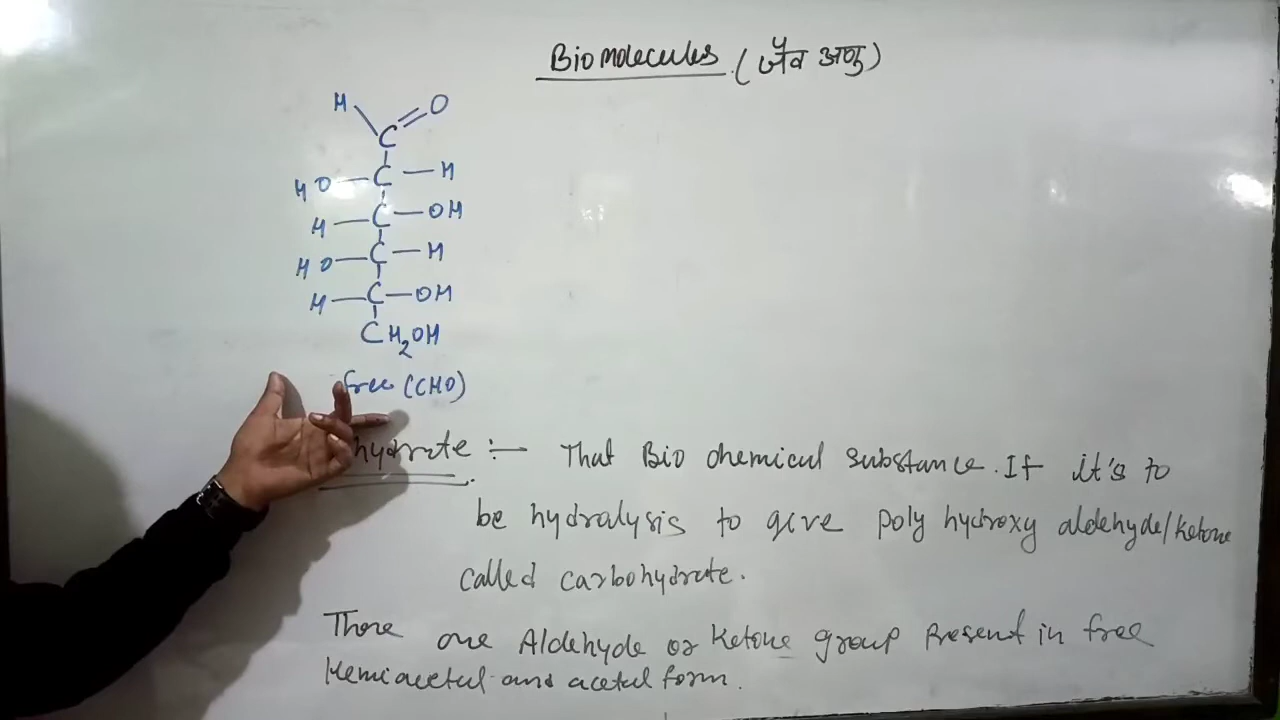 Biomolecules (जैव अणु)
H O
C
HO — C — H
H — C — OH
HO — C — H
H — C — OH
CH2OH
free (CHO)
hydrate :— That Bio chemical substance. If it's to
be hydralysis to give poly hydroxy aldehyde/ketone
called carbohydrate.
There one Aldehyde or Ketone group Present in free
Hemiacetal and acetal form.